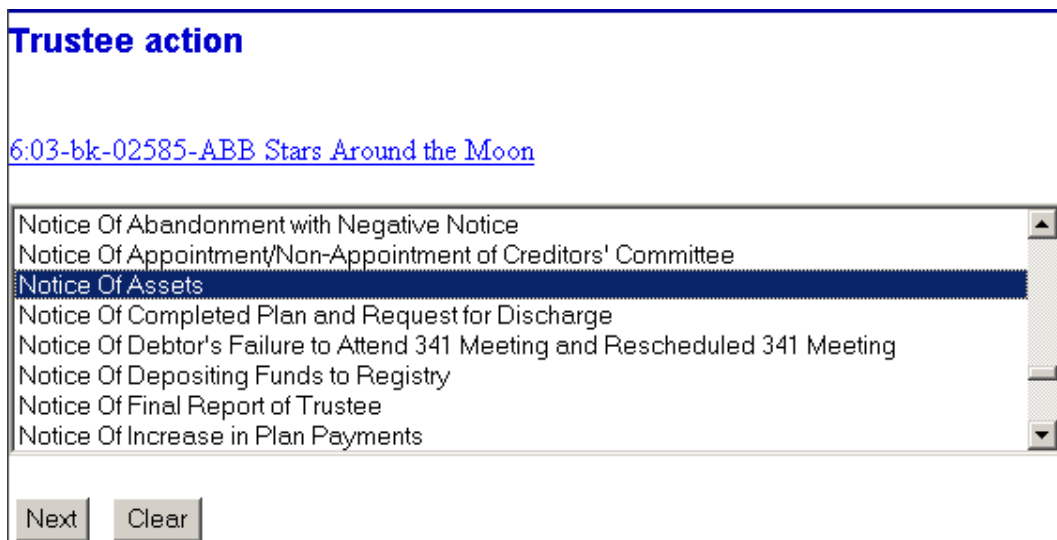 Trustee action
6:03-bk-02585-ABB Stars Around the Moon
Notice Of Abandonment with Negative Notice
Notice Of Appointment/Non-Appointment of Creditors' Committee
Notice Of Assets
Notice Of Completed Plan and Request for Discharge
Notice Of Debtor's Failure to Attend 341 Meeting and Rescheduled 341 Meeting
Notice Of Depositing Funds to Registry
Notice Of Final Report of Trustee
Notice Of Increase in Plan Payments
Next Clear